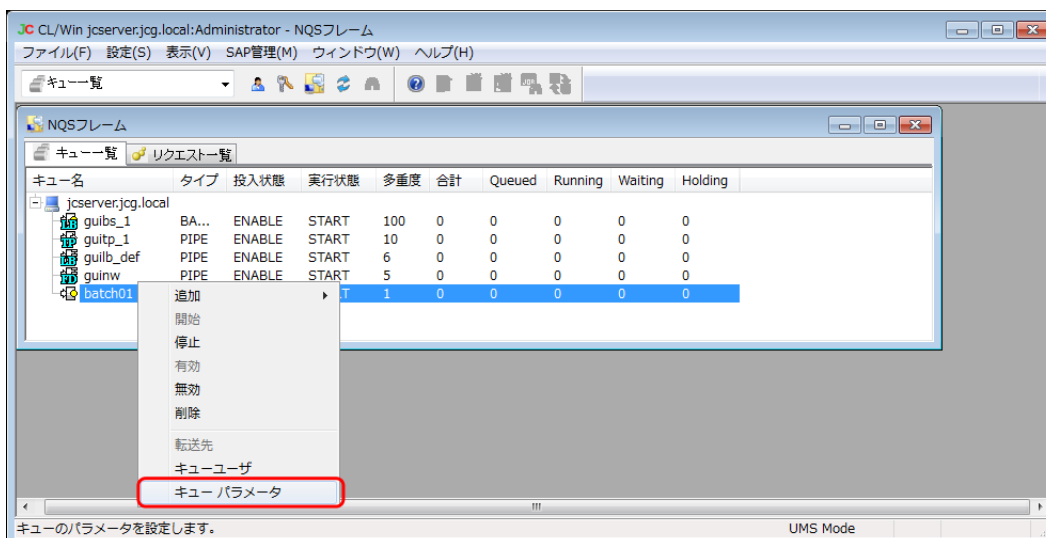 JC CL/Win jcserver.jcg.local:Administrator - NQSフレーム
ファイル(F) 設定(S) 表示(V) SAP管理(M) ウィンドウ(W) ヘルプ(H)
キュー一覧
NQSフレーム
キュー一覧 リクエスト一覧
キュー名 タイプ 投入状態 実行状態 多重度 合計 Queued Running Waiting Holding
jcserver.jcg.local
guibs_1 BA... ENABLE START 100 0 0 0 0 0
guitp_1 PIPE ENABLE START 10 0 0 0 0 0
guilb_def PIPE ENABLE START 6 0 0 0 0 0
guinw PIPE ENABLE START 5 0 0 0 0 0
batch01 1 0 0 0 0 0
追加
開始
停止
有効
無効
削除
転送先
キューユーザ
キュー パラメータ
キューのパラメータを設定します。 UMS Mode